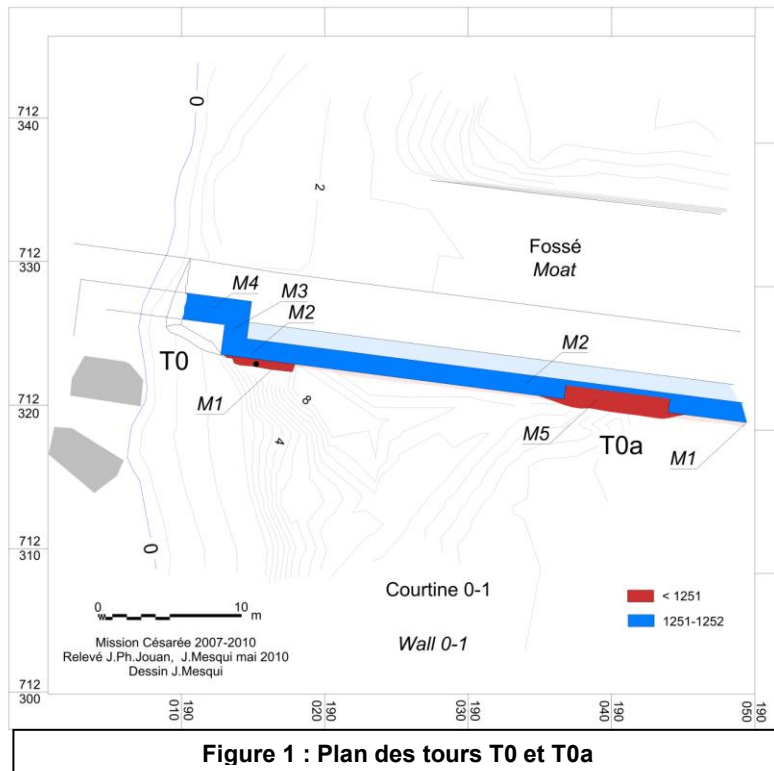 712
340
0
2
712
330
Fossé
Moat
M4
M3
M2
M2
T0
712
320
M1
8
M5
T0a
M1
4
712
310
0
Courtine 0-1
< 1251
0 10 m
1251-1252
Mission Césarée 2007-2010
Wall 0-1
Relevé J.Ph.Jouan, J.Mesqui mai 2010
Dessin J.Mesqui
712
300
010 190
020 190
030 190
040 190
050 190
Figure 1 : Plan des tours T0 et T0a